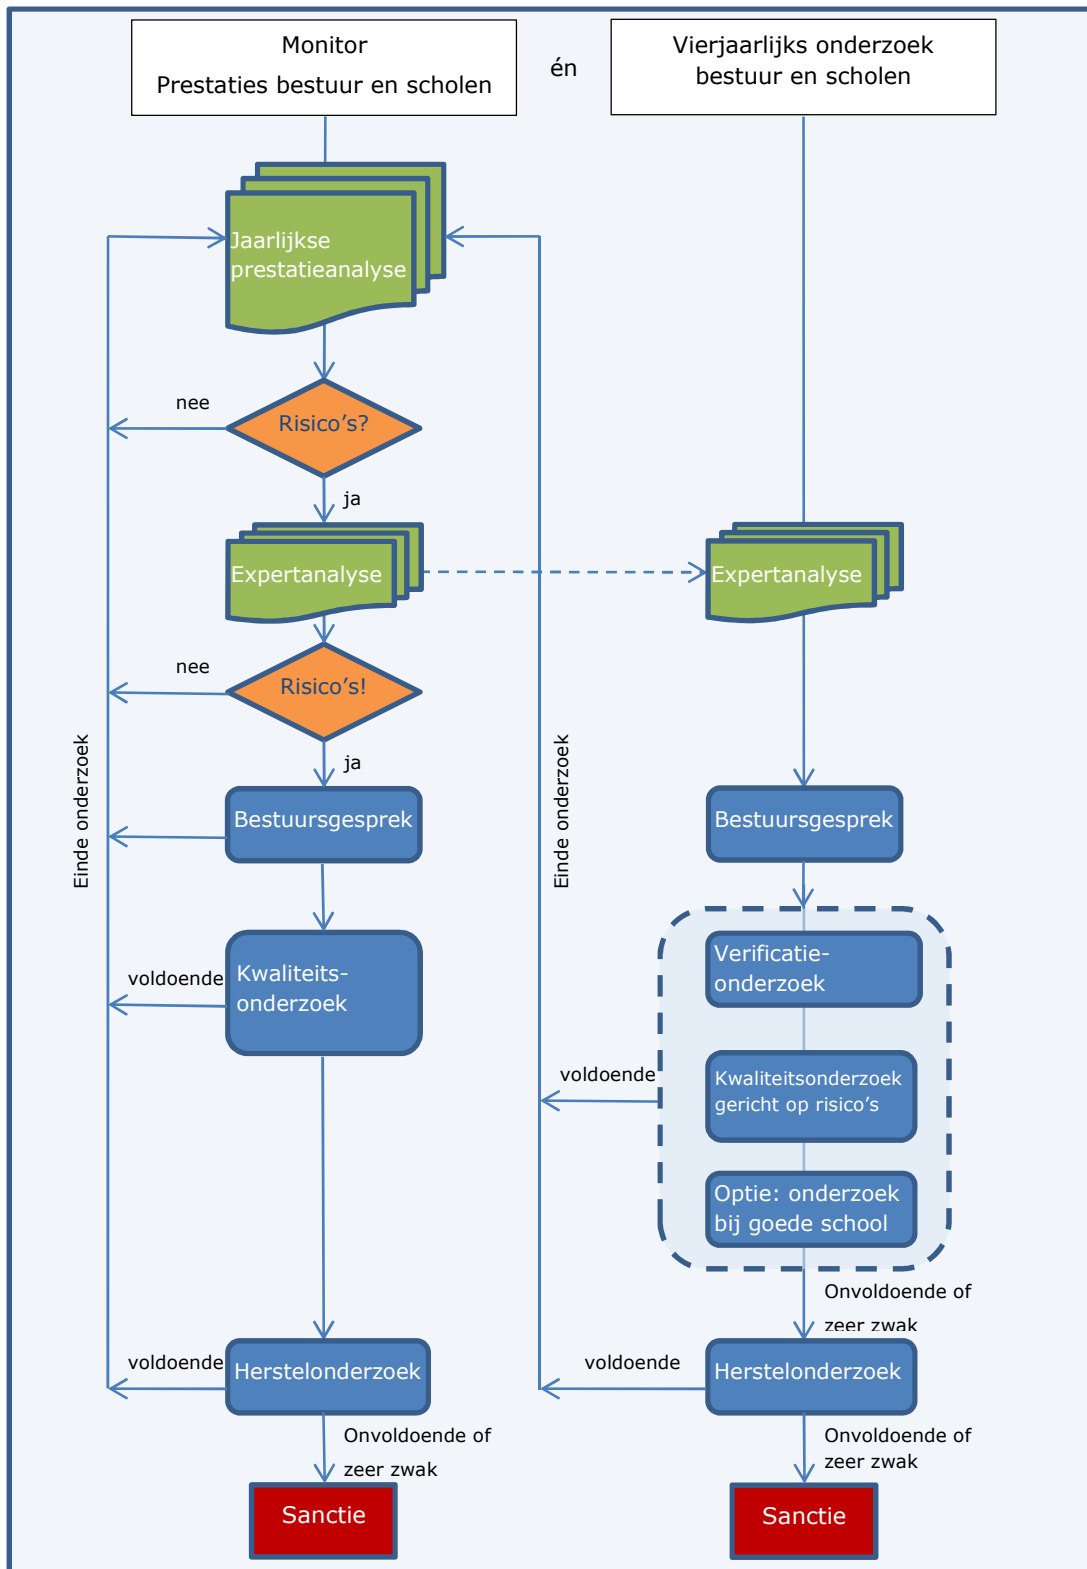 Monitor
Prestaties bestuur en scholen
én
Vierjaarlijks onderzoek
bestuur en scholen
Jaarlijkse
prestatieanalyse
nee
Risico’s?
ja
Expertanalyse
Expertanalyse
nee
Risico’s!
ja
Einde onderzoek
Einde onderzoek
Bestuursgesprek
Bestuursgesprek
voldoende
Kwaliteits-
onderzoek
Verificatie-
onderzoek
voldoende
Kwaliteitsonderzoek
gericht op risico’s
Optie: onderzoek
bij goede school
Onvoldoende of
zeer zwak
voldoende
Herstelonderzoek
voldoende
Herstelonderzoek
Onvoldoende of
zeer zwak
Onvoldoende of
zeer zwak
Sanctie
Sanctie